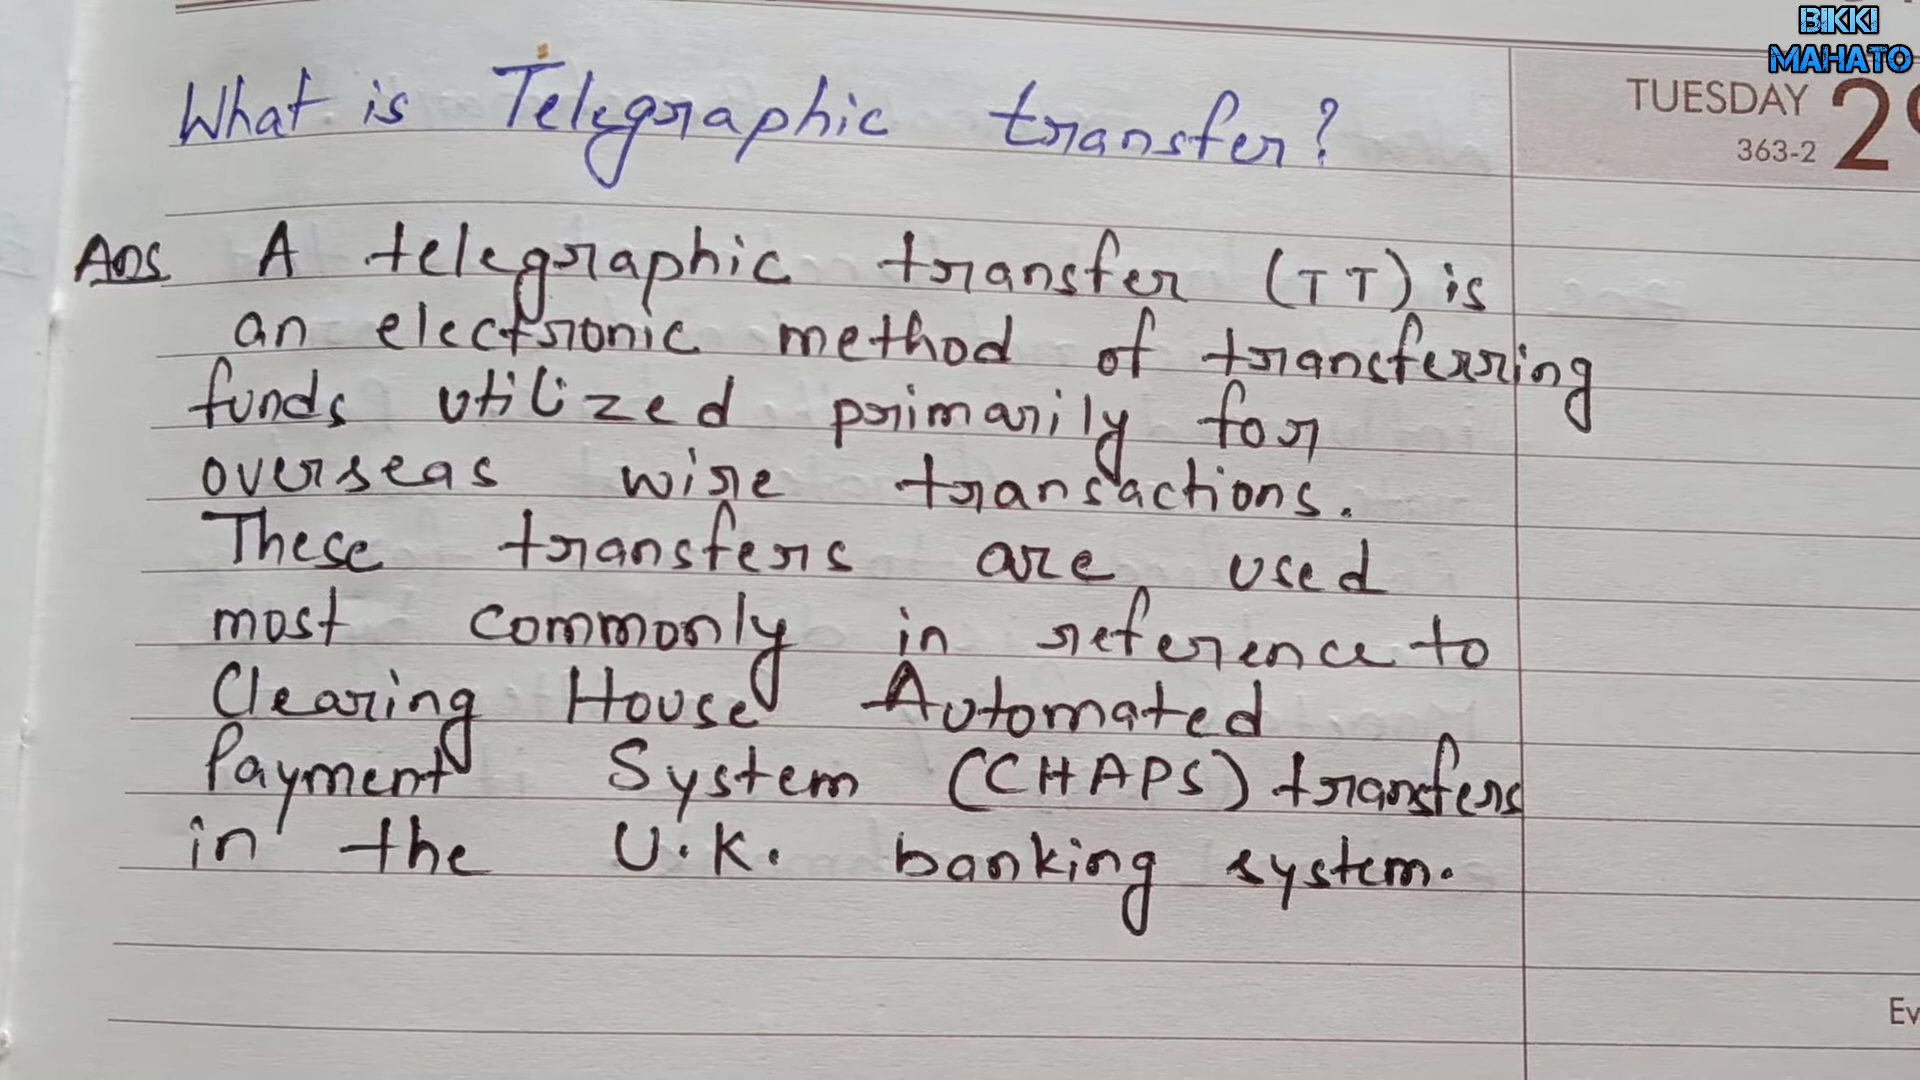 BIKKI
MAHATO
TUESDAY
363-2
What is Telegraphic transfer?
Ans A telegraphic transfer (TT) is
an electronic method of transferring
funds utilized primarily for
overseas wire transactions.
These transfers are used
most commonly in reference to
Clearing House Automated
Payment System (CHAPS) transfers
in the U.K. banking system.